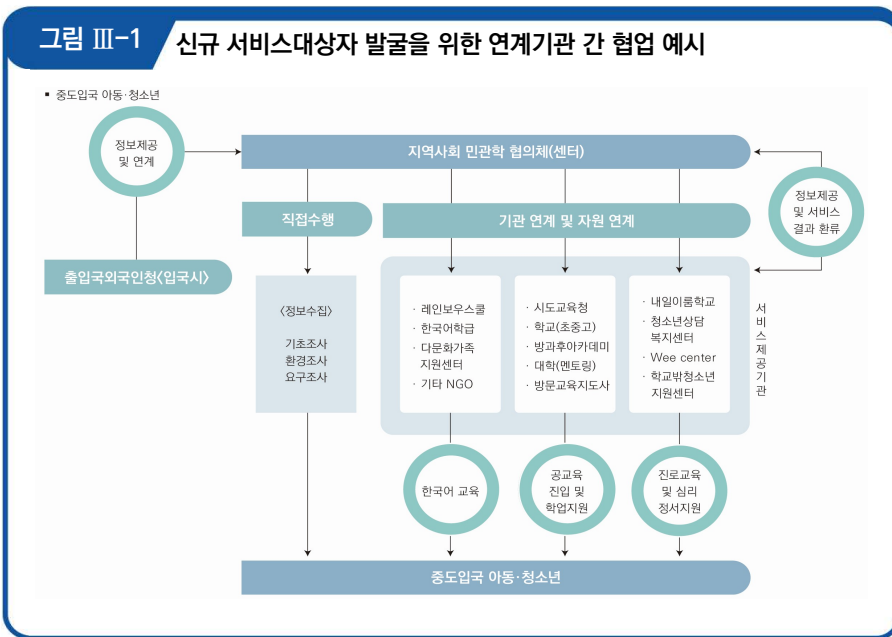 그림 Ⅲ-1
신규 서비스대상자 발굴을 위한 연계기관 간 협업 예시
▪ 중도입국 아동·청소년
정보제공
및 연계
지역사회 민관학 협의체(센터)
정보제공
및 서비스
결과 환류
직접수행
기관 연계 및 자원 연계
출입국외국인청<입국시>
<정보수집>
기초조사
환경조사
요구조사
· 레인보우스쿨
· 한국어학급
· 다문화가족
지원센터
· 기타 NGO
· 시도교육청
· 학교(초중고)
· 방과후아카데미
· 대학(멘토링)
· 방문교육지도사
· 내일이룸학교
· 청소년상담
복지센터
· Wee center
· 학교밖청소년
지원센터
서비스제공기관
한국어 교육
공교육
진입 및
학업지원
진로교육
및 심리
정서지원
중도입국 아동·청소년